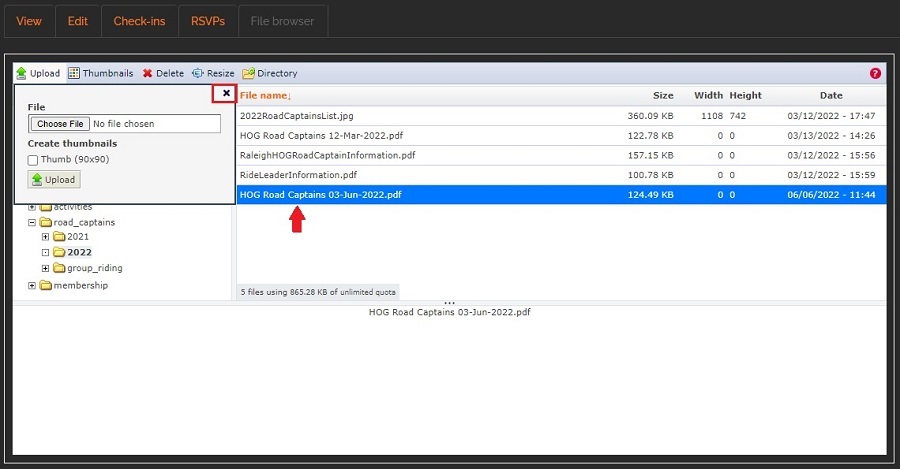 View Edit Check-ins RSVPs File browser
Upload Thumbnails Delete Resize Directory
File
Choose File No file chosen
Create thumbnails
Thumb (90x90)
Upload
activities
road_captains
2021
2022
group_riding
membership
File name↓ Size Width Height Date
2022RoadCaptainsList.jpg 360.09 KB 1108 742 03/12/2022 - 17:47
HOG Road Captains 12-Mar-2022.pdf 122.78 KB 0 0 03/13/2022 - 14:26
RaleighHOGRoadCaptainInformation.pdf 157.15 KB 0 0 03/12/2022 - 15:56
RideLeaderInformation.pdf 100.78 KB 0 0 03/12/2022 - 15:59
HOG Road Captains 03-Jun-2022.pdf 124.49 KB 0 0 06/06/2022 - 11:44
5 files using 865.28 KB of unlimited quota
HOG Road Captains 03-Jun-2022.pdf